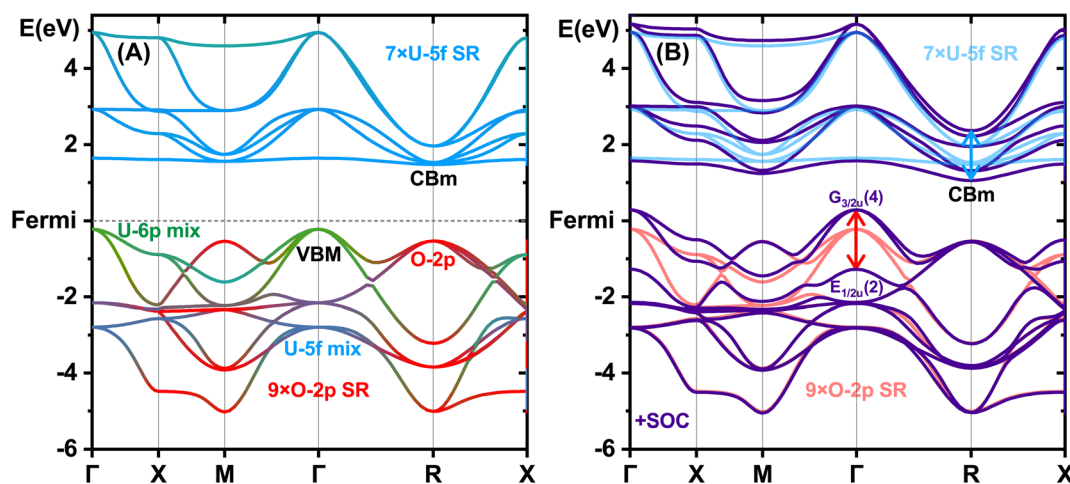 E(eV)
(A)
7×U-5f SR
4
2
CBm
Fermi
U-6p mix
VBM
O-2p
-2
U-5f mix
-4
9×O-2p SR
-6
Γ X M Γ R X
E(eV)
(B)
7×U-5f SR
4
2
CBm
G3/2u(4)
Fermi
-2
E1/2u(2)
-4
9×O-2p SR
+SOC
-6
Γ X M Γ R X